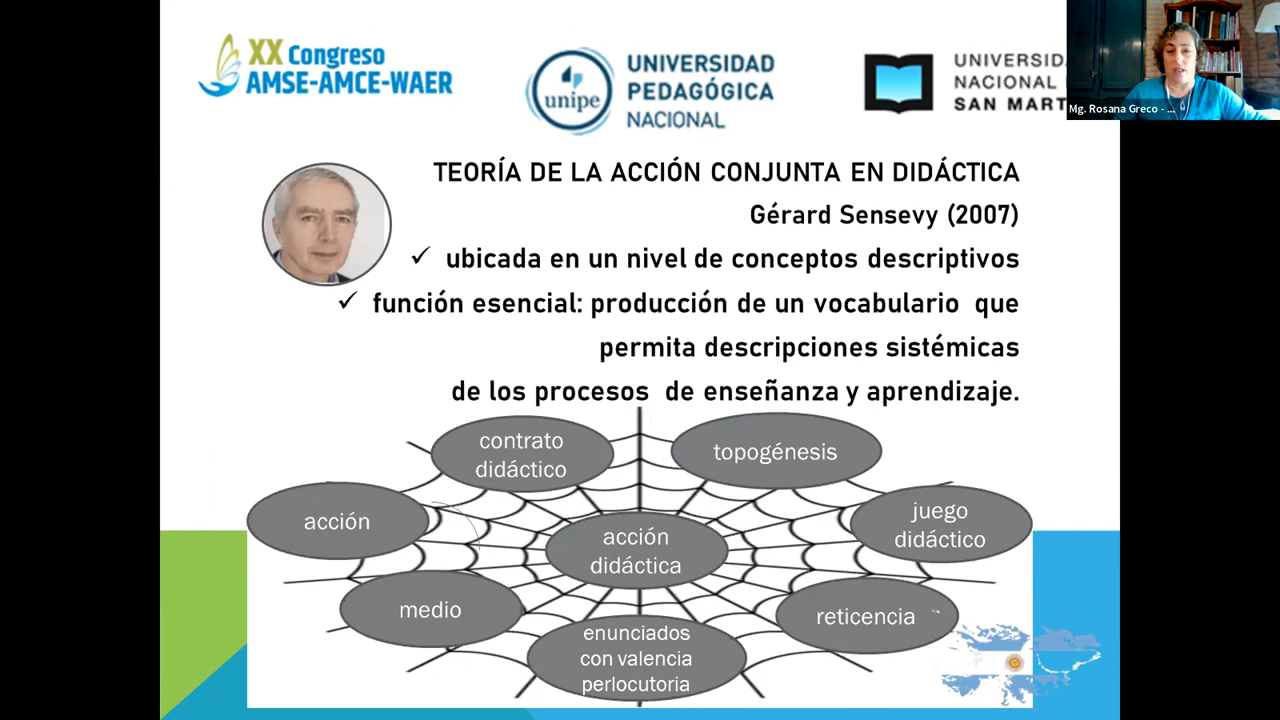 XX Congreso
AMSE-AMCE-WAER
unipe
UNIVERSIDAD
PEDAGÓGICA
NACIONAL
UNIVERSIDA
NACIONAL
SAN MART
Mg. Rosana Greco - ...
TEORÍA DE LA ACCIÓN CONJUNTA EN DIDÁCTICA
Gérard Sensevy (2007)
✓ ubicada en un nivel de conceptos descriptivos
✓ función esencial: producción de un vocabulario que
permita descripciones sistémicas
de los procesos de enseñanza y aprendizaje.
contrato
didáctico
topogénesis
acción
juego
didáctico
acción
didáctica
medio
reticencia
enunciados
con valencia
perlocutoria